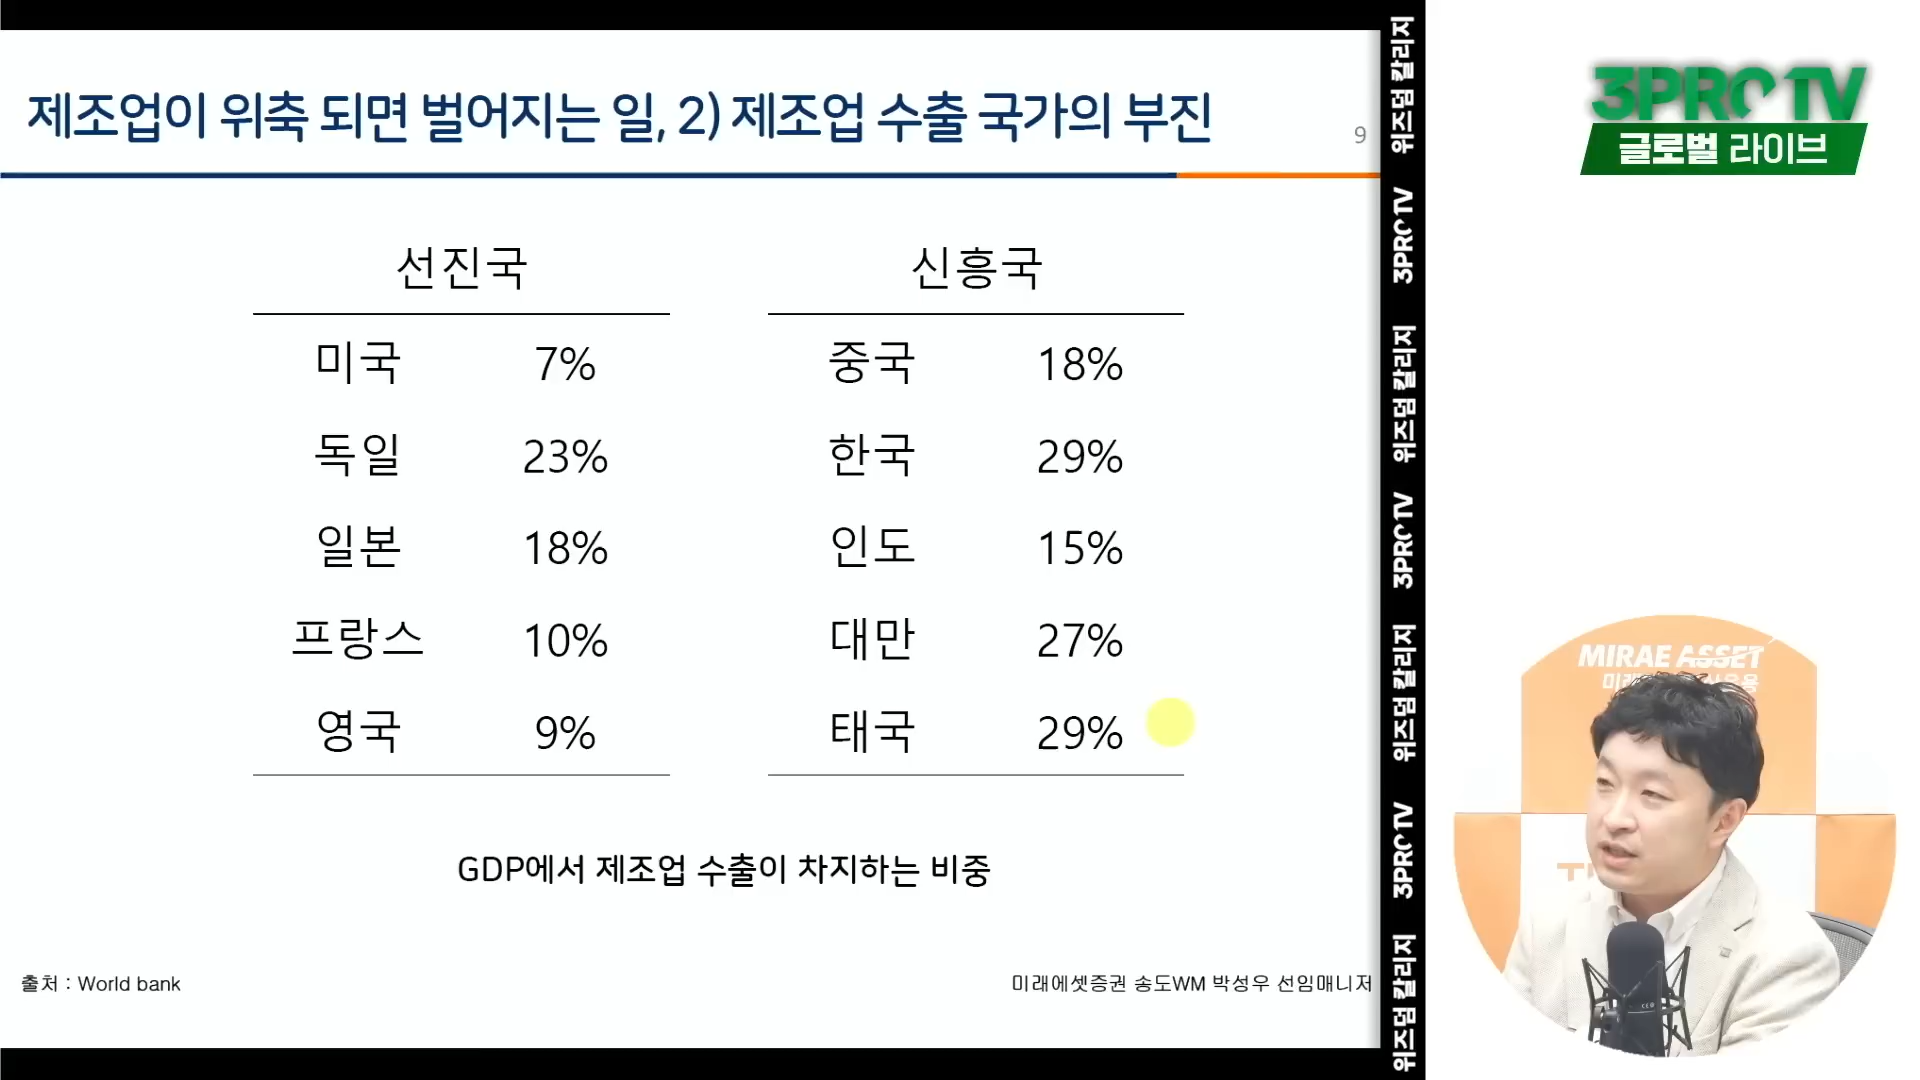 제조업이 위축 되면 벌어지는 일, 2) 제조업 수출 국가의 부진
9
선진국
미국 7%
독일 23%
일본 18%
프랑스 10%
영국 9%
신흥국
중국 18%
한국 29%
인도 15%
대만 27%
태국 29%
GDP에서 제조업 수출이 차지하는 비중
출처 : World bank
미래에셋증권 송도WM 박성우 선임매니저
위즈덤 칼리지
3PRO TV
위즈덤 칼리지
3PRO TV
위즈덤 칼리지
3PRO TV
위즈덤 칼리지
3PRO TV
글로벌 라이브
MIRAE ASSET